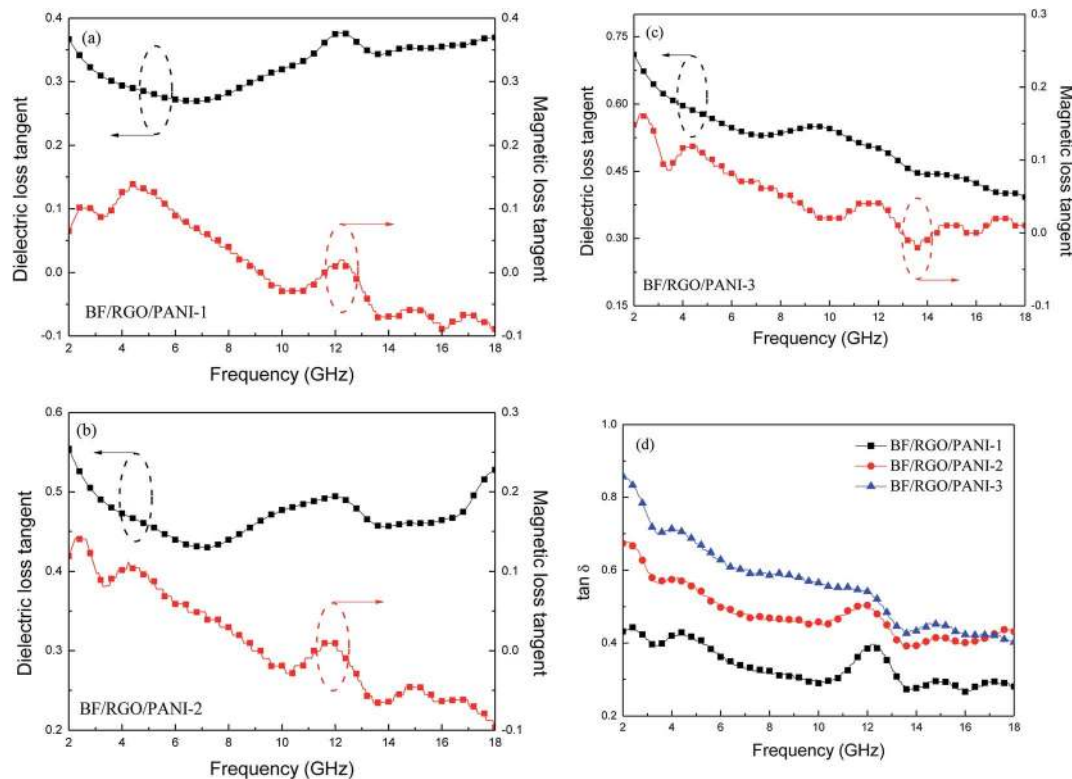 (a)
0.4
0.3
0.2
0.1
0.0
-0.1
0.4
0.3
0.2
0.1
0.0
-0.1
Dielectric loss tangent
Magnetic loss tangent
BF/RGO/PANI-1
2 4 6 8 10 12 14 16 18
Frequency (GHz)
(c)
0.75
0.60
0.45
0.30
0.15
0.3
0.2
0.1
0.0
-0.1
Dielectric loss tangent
Magnetic loss tangent
BF/RGO/PANI-3
2 4 6 8 10 12 14 16 18
Frequency (GHz)
(b)
0.6
0.5
0.4
0.3
0.2
0.3
0.2
0.1
0.0
-0.1
Dielectric loss tangent
Magnetic loss tangent
BF/RGO/PANI-2
2 4 6 8 10 12 14 16 18
Frequency (GHz)
(d)
1.0
0.8
0.6
0.4
0.2
tan δ
BF/RGO/PANI-1
BF/RGO/PANI-2
BF/RGO/PANI-3
2 4 6 8 10 12 14 16 18
Frequency (GHz)